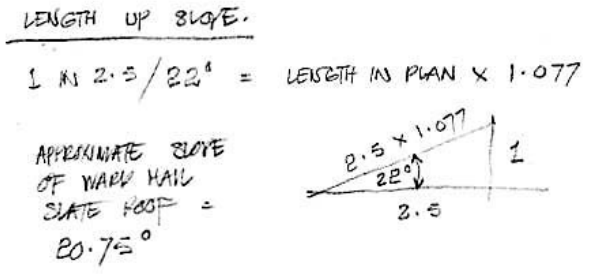 LENGTH UP SLOPE.
1 IN 2.5/22° = LENGTH IN PLAN x 1.077
APPROXIMATE SLOPE
OF WARD HALL
SLATE ROOF =
20.75°
2.5 x 1.077
22°
1
2.5